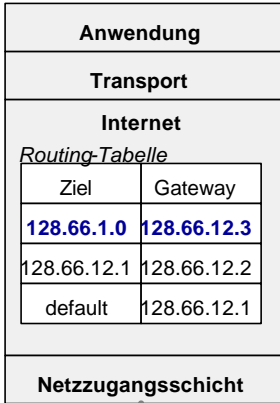 Anwendung
Transport
Internet
Routing-Tabelle
Ziel Gateway
128.66.1.0 128.66.12.3
128.66.12.1 128.66.12.2
default 128.66.12.1
Netzzugangsschicht